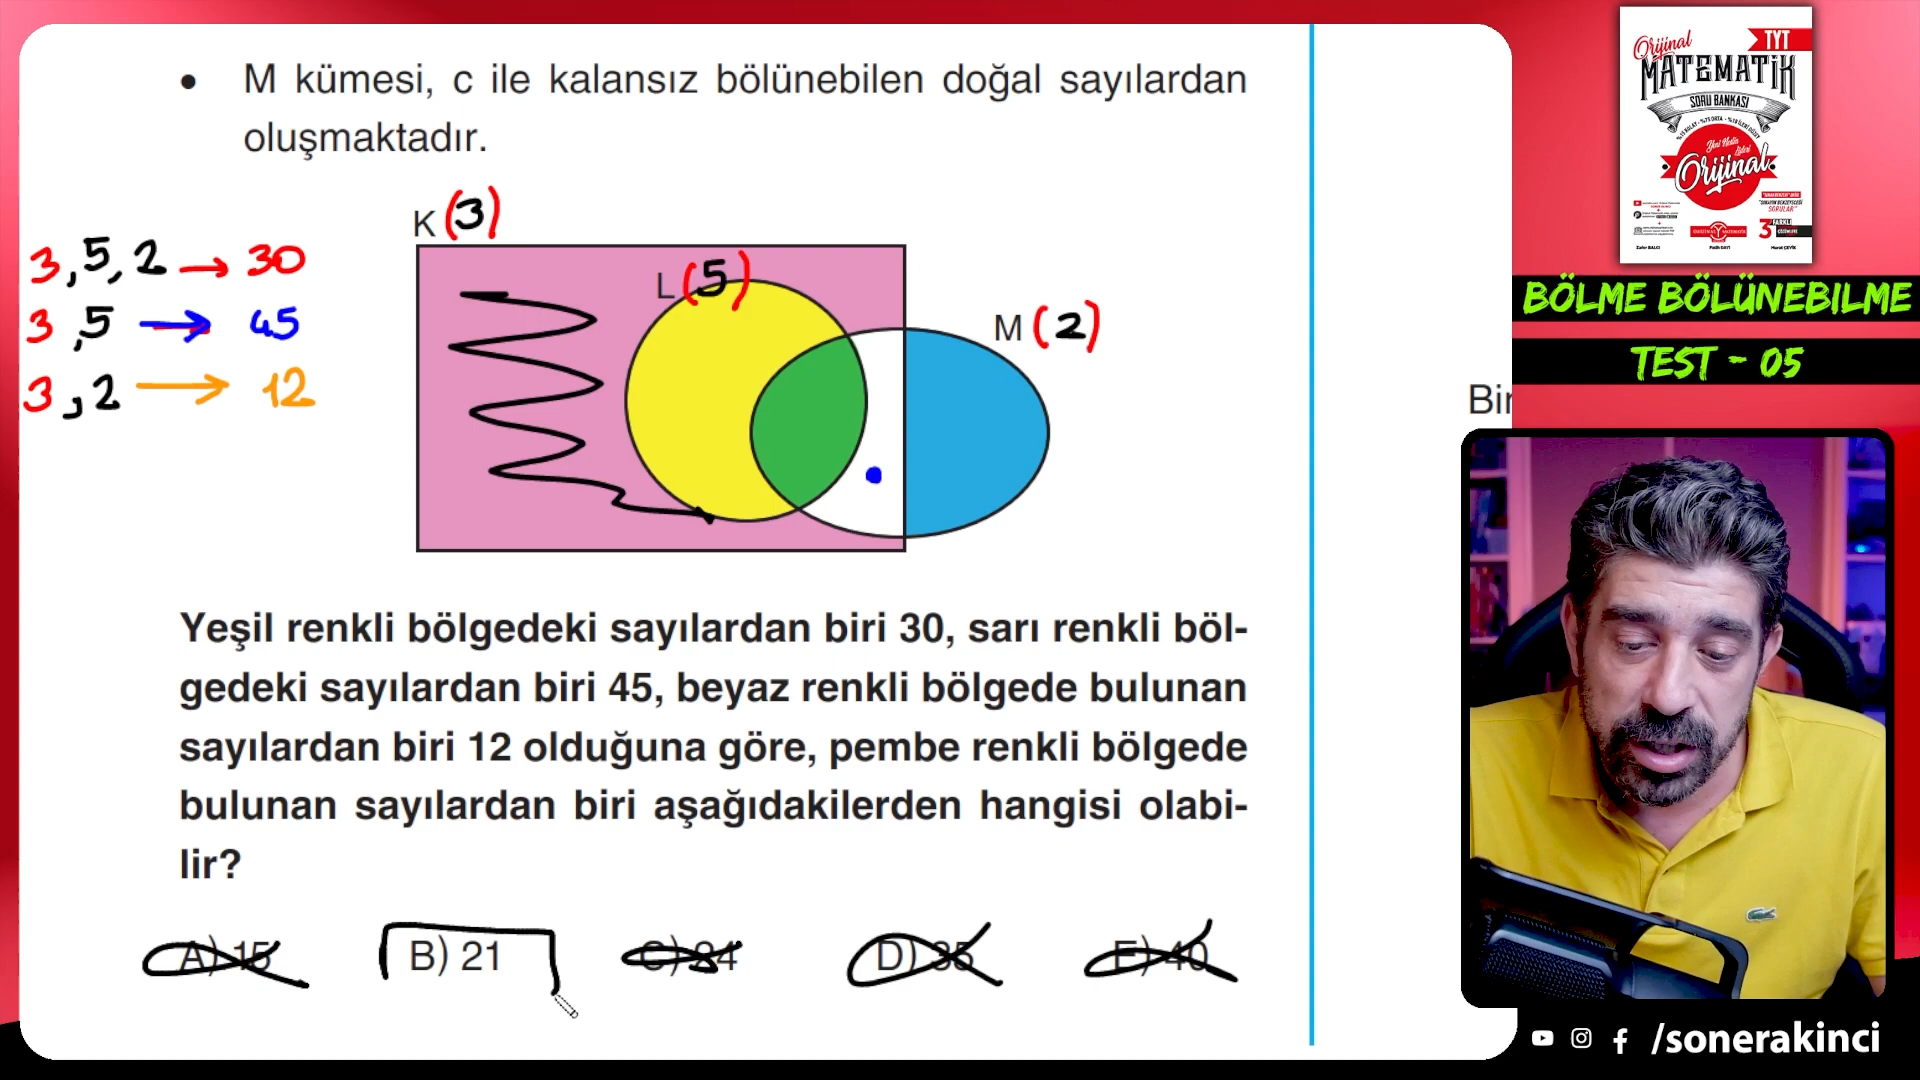 • M kümesi, c ile kalansız bölünebilen doğal sayılardan
oluşmaktadır.
K (3)
L (5)
M (2)
3, 5, 2 → 30
3, 5 → 45
3, 2 → 12
Yeşil renkli bölgedeki sayılardan biri 30, sarı renkli böl-
gedeki sayılardan biri 45, beyaz renkli bölgede bulunan
sayılardan biri 12 olduğuna göre, pembe renkli bölgede
bulunan sayılardan biri aşağıdakilerden hangisi olabi-
lir?
A) 15 B) 21 C) 24 D) 35 E) 40
Bir
Orijinal
TYT
MATEMATİK
SORU BANKASI
Orijinal
BÖLME BÖLÜNEBILME
TEST - 05
/sonerakinci